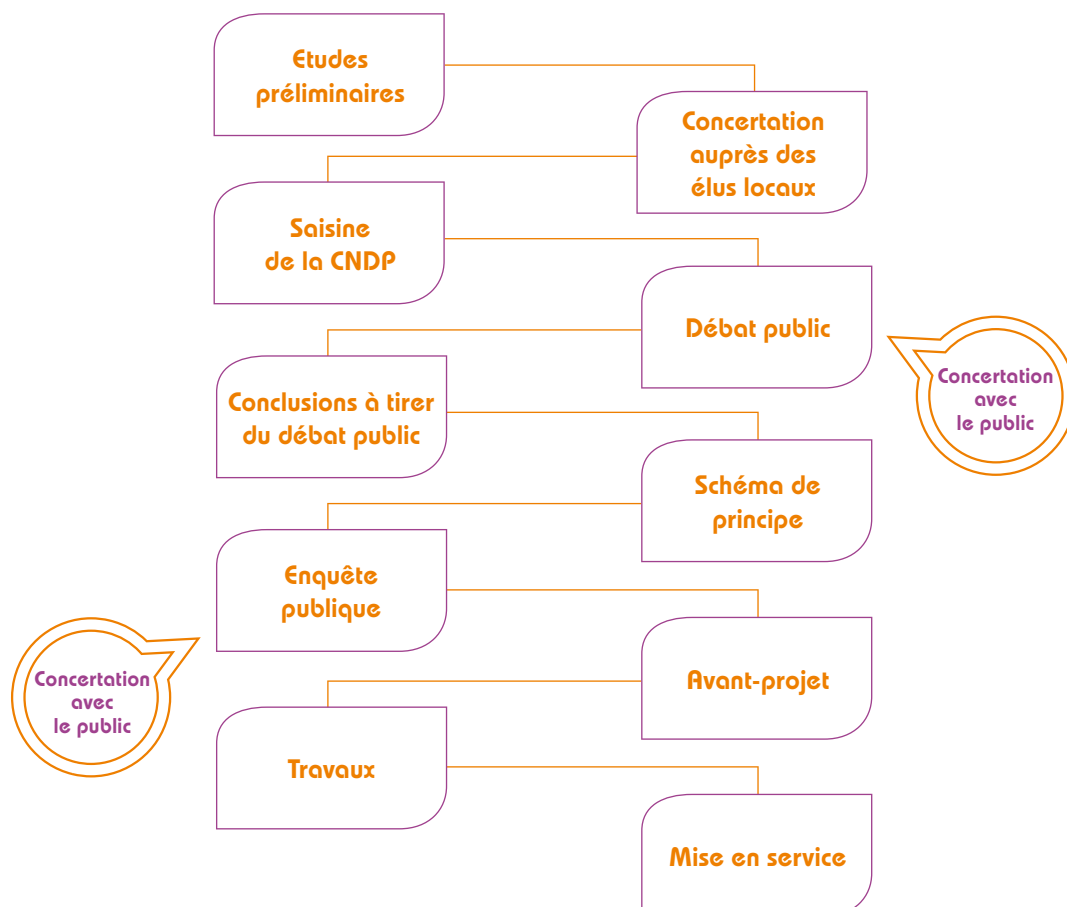 Etudes
préliminaires
Concertation
auprès des
élus locaux
Saisine
de la CNDP
Débat public
Concertation
avec
le public
Conclusions à tirer
du débat public
Schéma de
principe
Enquête
publique
Concertation
avec
le public
Avant-projet
Travaux
Mise en service